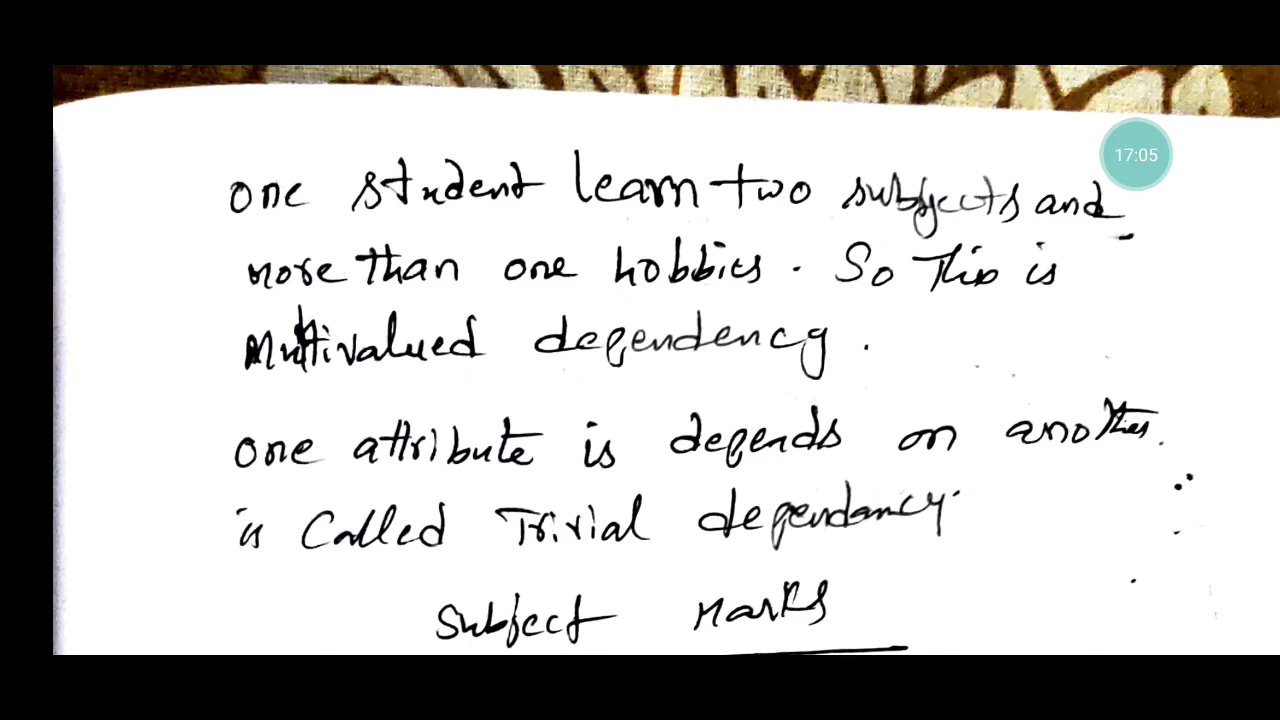 17:05
one student learn two subjects and
more than one hobbies . So This is
Multivalued dependency .
one attribute is depends on another.
is Called Trivial dependancy.
Subject Marks